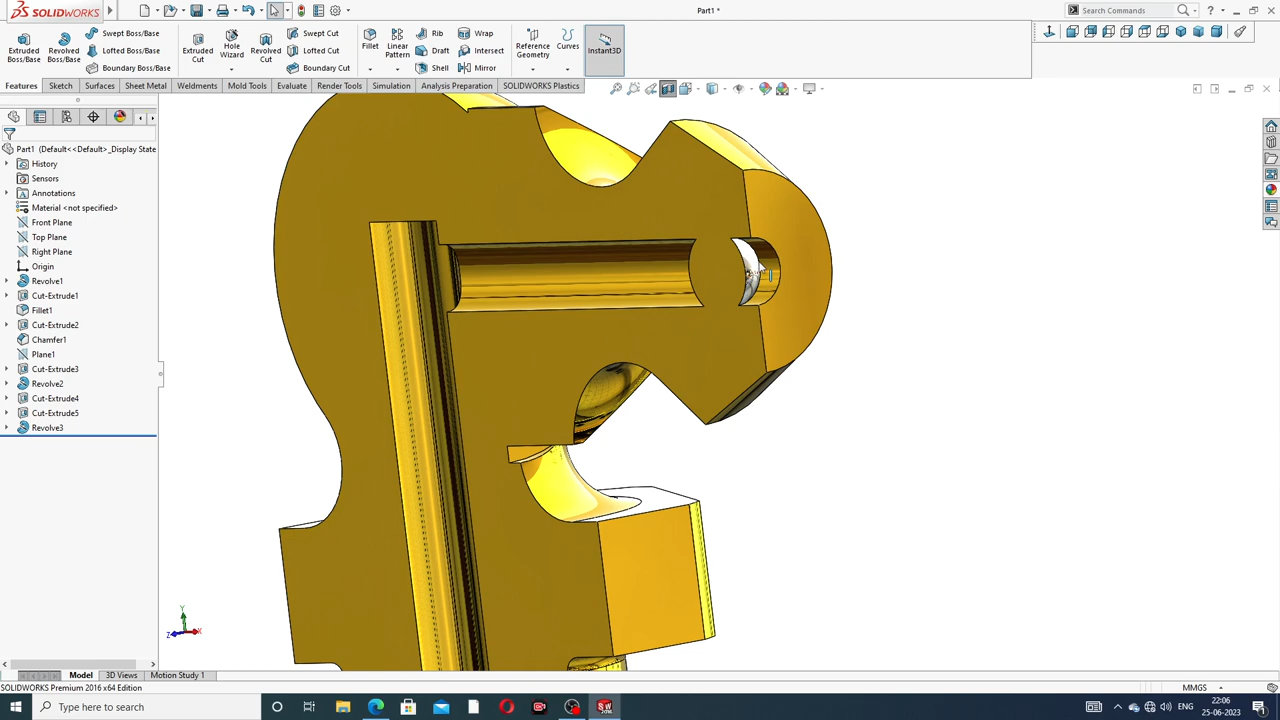 SOLIDWORKS
Part1 *
Search Commands
Extruded Boss/Base
Revolved Boss/Base
Swept Boss/Base
Lofted Boss/Base
Boundary Boss/Base
Extruded Cut
Hole Wizard
Revolved Cut
Swept Cut
Lofted Cut
Boundary Cut
Fillet
Linear Pattern
Rib
Draft
Shell
Wrap
Intersect
Mirror
Reference Geometry
Curves
Instant3D
Features
Sketch
Surfaces
Sheet Metal
Weldments
Mold Tools
Evaluate
Render Tools
Simulation
Analysis Preparation
SOLIDWORKS Plastics
Part1 (Default<<Default>_Display State
History
Sensors
Annotations
Material <not specified>
Front Plane
Top Plane
Right Plane
Origin
Revolve1
Cut-Extrude1
Fillet1
Cut-Extrude2
Chamfer1
Plane1
Cut-Extrude3
Revolve2
Cut-Extrude4
Cut-Extrude5
Revolve3
Y
Z
X
Model
3D Views
Motion Study 1
SOLIDWORKS Premium 2016 x64 Edition
MMGS
Type here to search
ENG
22:06
25-06-2023